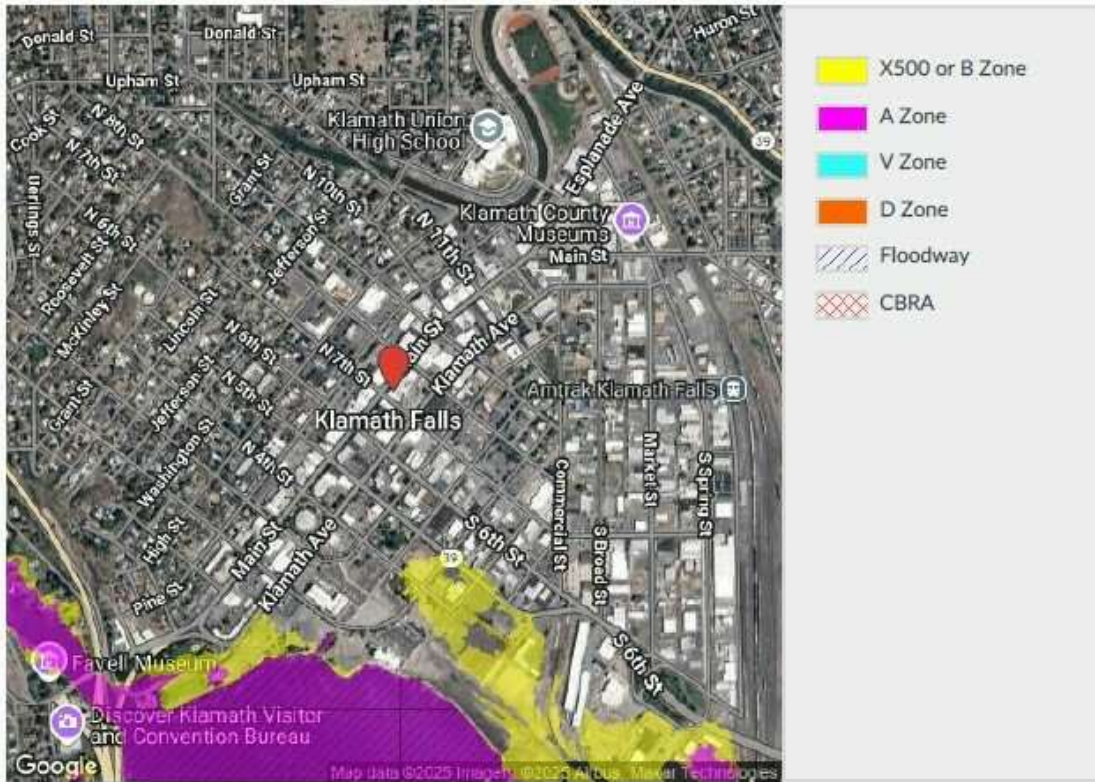 Donald St
Donald St
Huron St
Upham St
Upham St
Cook St
N 8th St
N 7th St
Klamath Union
High School
39
Grant St
N 10th St
Esplanade Ave
N 6th St
Jefferson St
N 11th St
Klamath County
Museums
Main St
Roosevelt St
McKinley St
Lincoln St
N 6th St
N 7th St
Main St
Klamath Ave
Amtrak Klamath Falls
Klamath Falls
Grant St
Jefferson St
N 5th St
N 4th St
Washington St
Market St
S Spring St
Commercial St
High St
Main St
Klamath Ave
S 6th St
39
S Broad St
Pine St
S 6th St
Favell Museum
Discover Klamath Visitor
and Convention Bureau
Google
Map data ©2025 Imagery ©2025 Airbus, Maxar Technologies
X500 or B Zone
A Zone
V Zone
D Zone
Floodway
CBRA